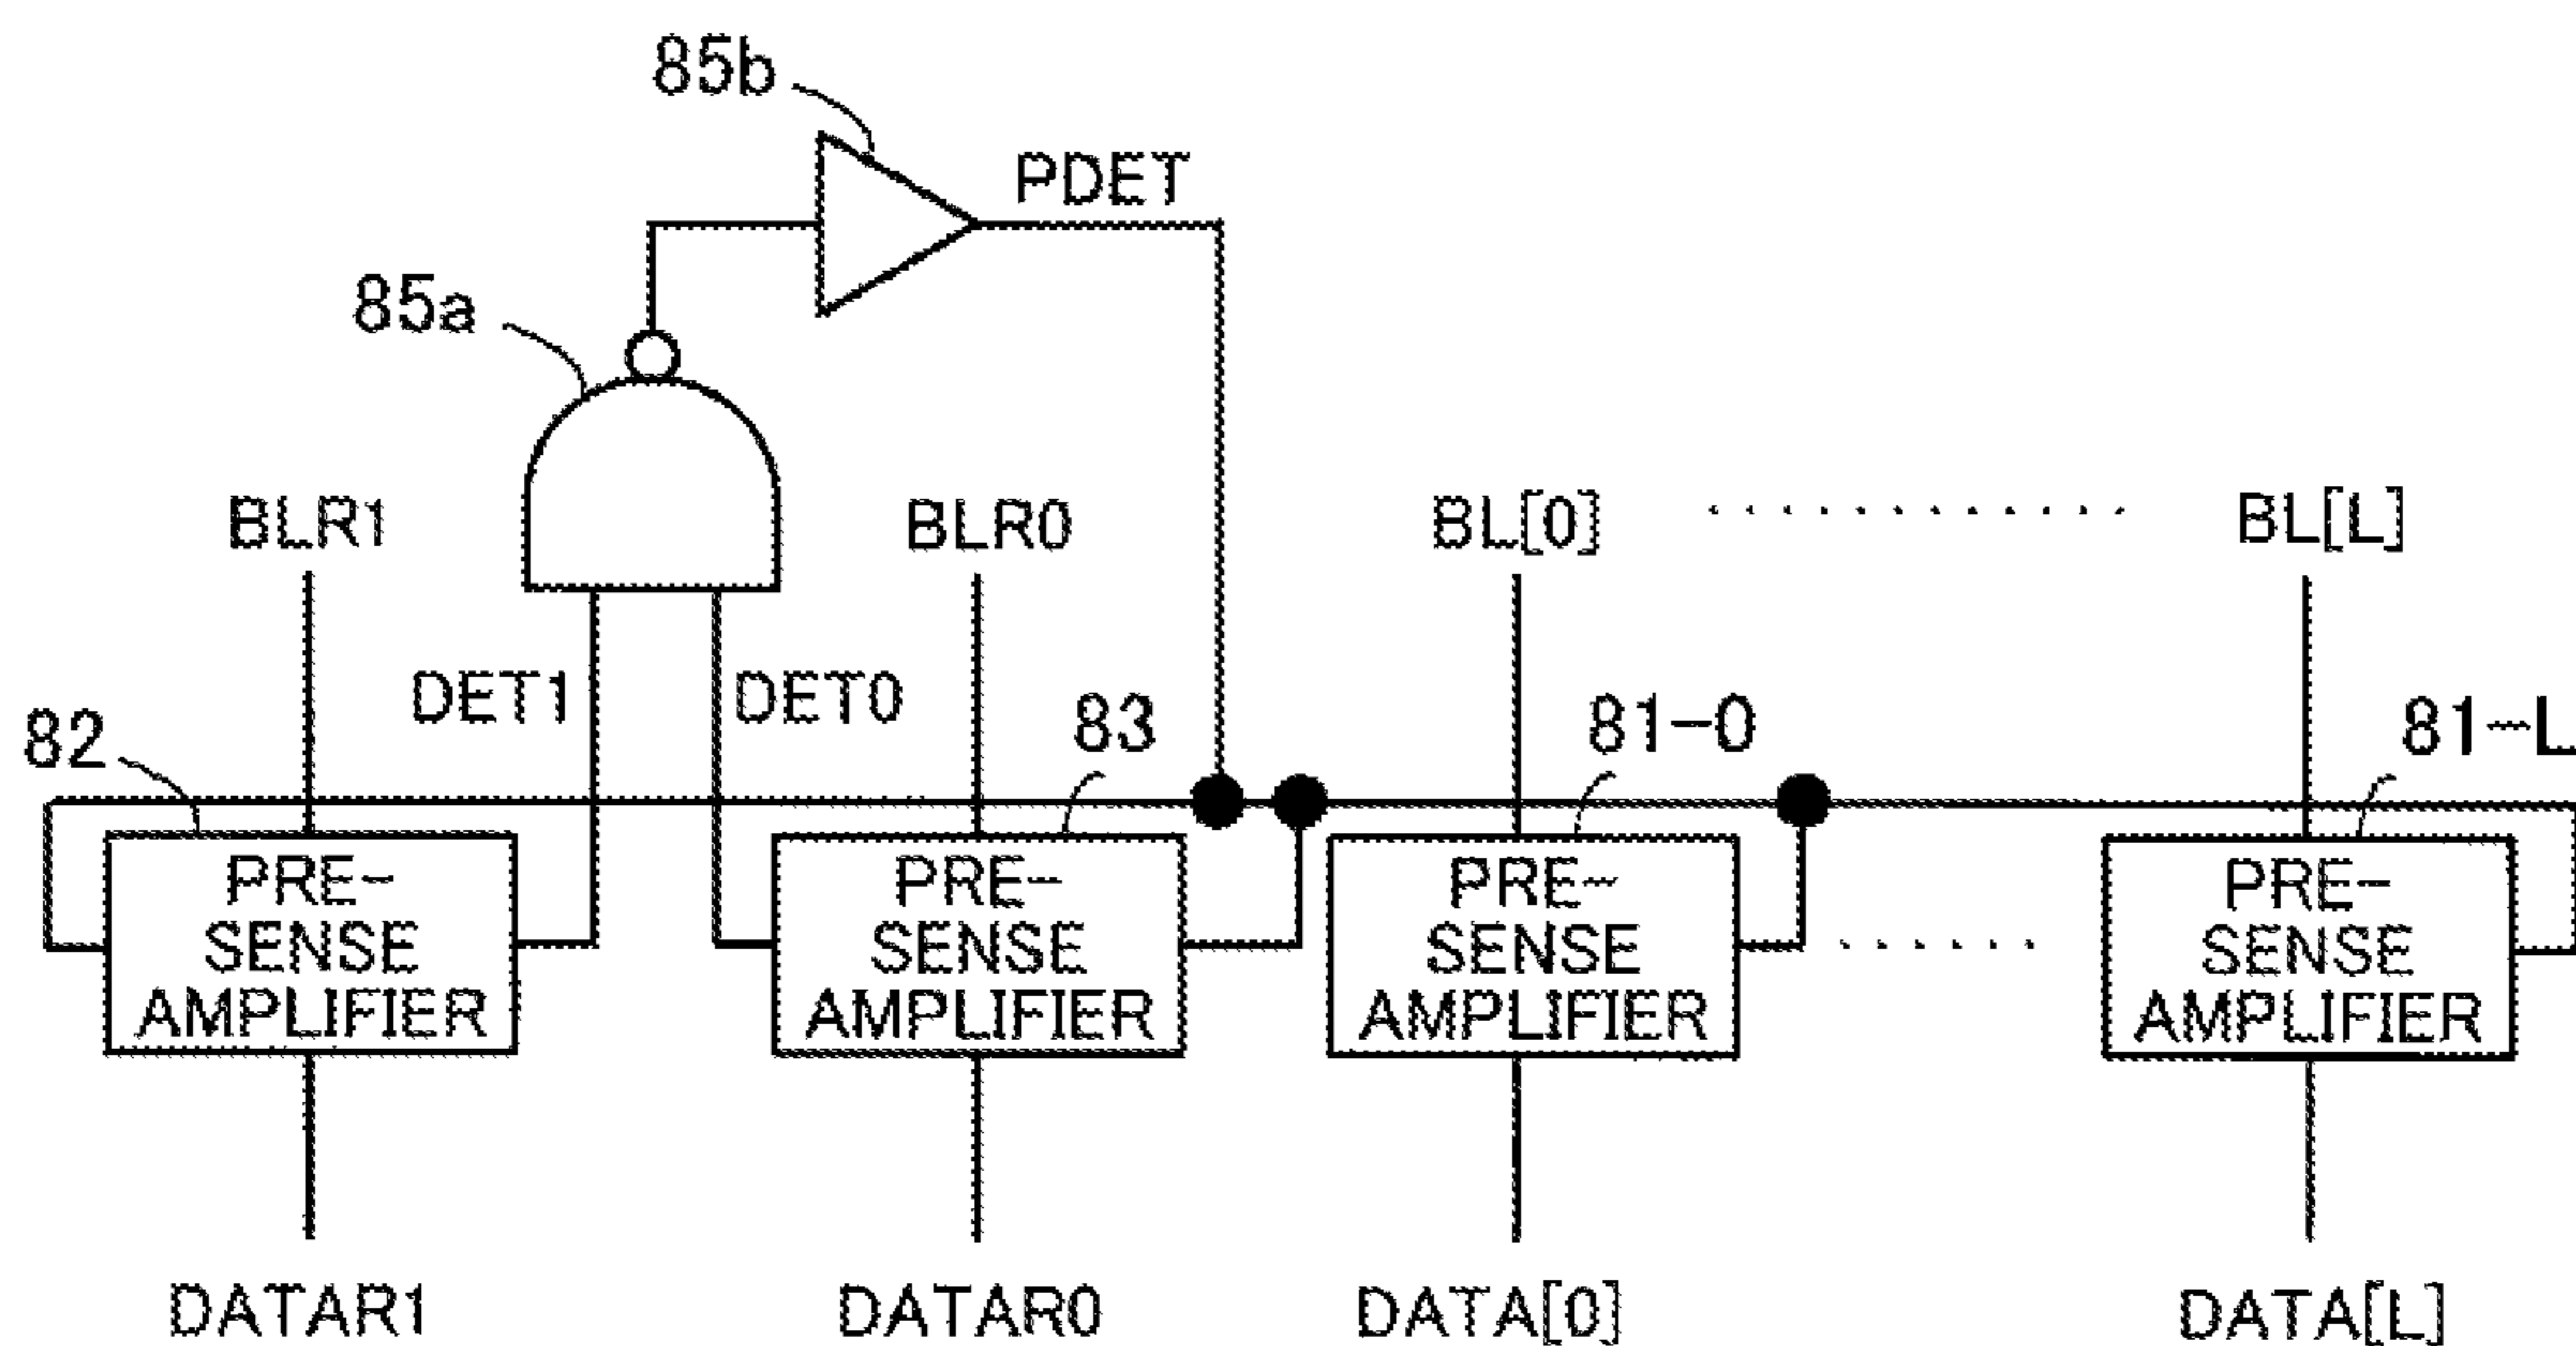 85b
PDET
85a
BLR1
BLR0
BL[0]
BL[L]
DET1
DET0
82
83
81-0
81-L
PRE-
SENSE
AMPLIFIER
PRE-
SENSE
AMPLIFIER
PRE-
SENSE
AMPLIFIER
PRE-
SENSE
AMPLIFIER
DATAR1
DATAR0
DATA[0]
DATA[L]